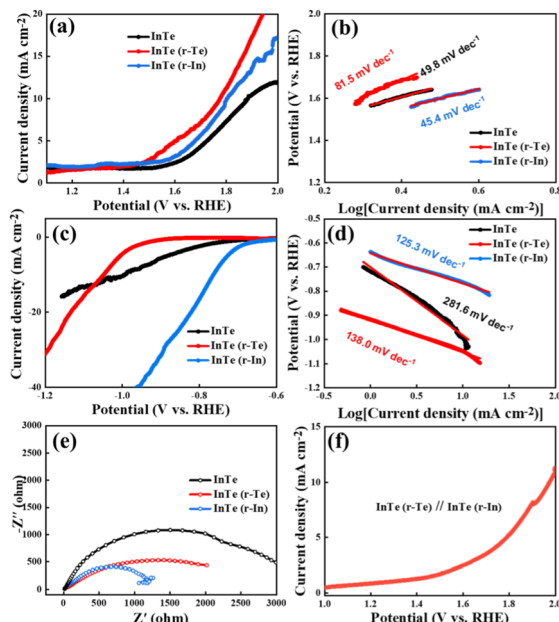 (a)
InTe
InTe (r-Te)
InTe (r-In)
Current density (mA cm-2)
20
15
10
5
0
1.2
1.4
1.6
1.8
2.0
Potential (V vs. RHE)
(b)
81.5 mV dec-1
49.8 mV dec-1
45.4 mV dec-1
InTe
InTe (r-Te)
InTe (r-In)
Potential (V vs. RHE)
2.0
1.8
1.6
1.4
1.2
0.2
0.4
0.6
0.8
Log[Current density (mA cm-2)]
(c)
InTe
InTe (r-Te)
InTe (r-In)
Current density (mA cm-2)
0
-20
-40
-1.2
-1.0
-0.8
-0.6
Potential (V vs. RHE)
(d)
125.3 mV dec-1
281.6 mV dec-1
138.0 mV dec-1
InTe
InTe (r-Te)
InTe (r-In)
Potential (V vs. RHE)
-0.5
-0.6
-0.7
-0.8
-0.9
-1.0
-1.1
-1.2
0.0
0.5
1.0
1.5
2.0
Log[Current density (mA cm-2)]
(e)
InTe
InTe (r-Te)
InTe (r-In)
-Z'' (ohm)
3000
2500
2000
1500
1000
500
0
0
500
1000
1500
2000
2500
3000
Z' (ohm)
(f)
InTe (r-Te) // InTe (r-In)
Current density (mA cm-2)
15
10
5
0
1.0
1.2
1.4
1.6
1.8
2.0
Potential (V vs. RHE)